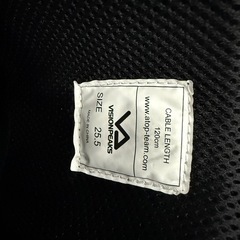 CABLE LENGTH
120cm
www.atop-team.com
VISIONPEAKS
SIZE 25.5